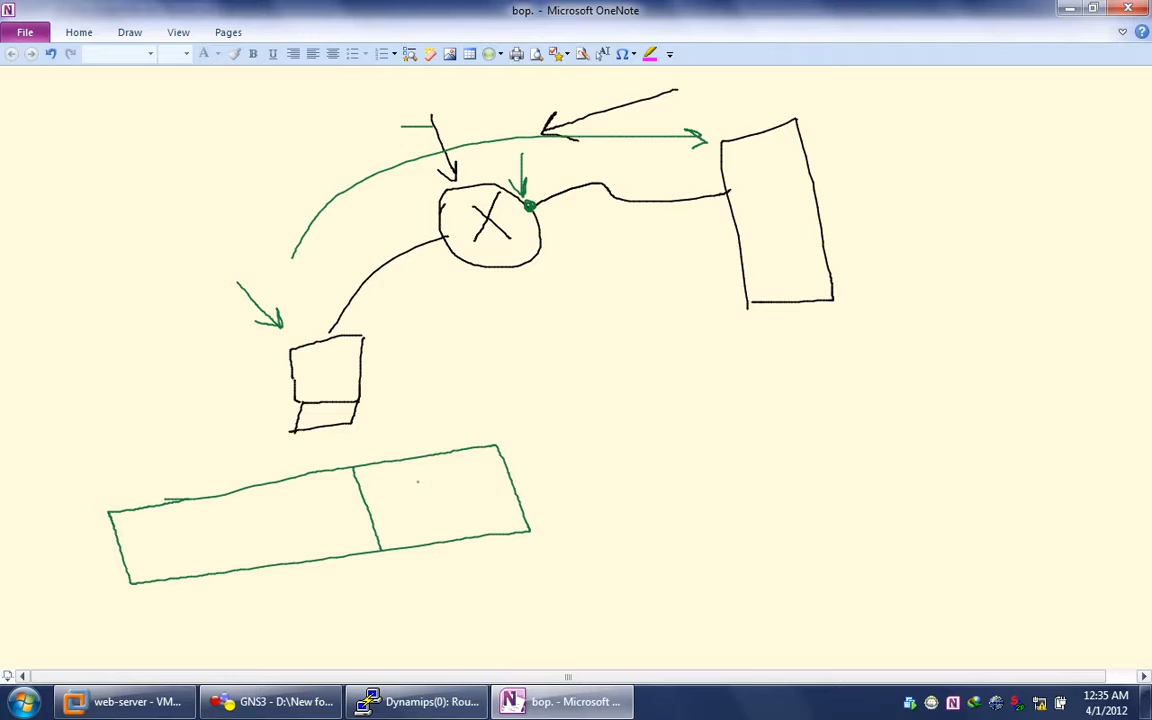 bop. - Microsoft OneNote
File Home Draw View Pages
web-server - VM... GNS3 - D:\New fo... Dynamips(0): Rou... bop. - Microsoft ... 12:35 AM
4/1/2012